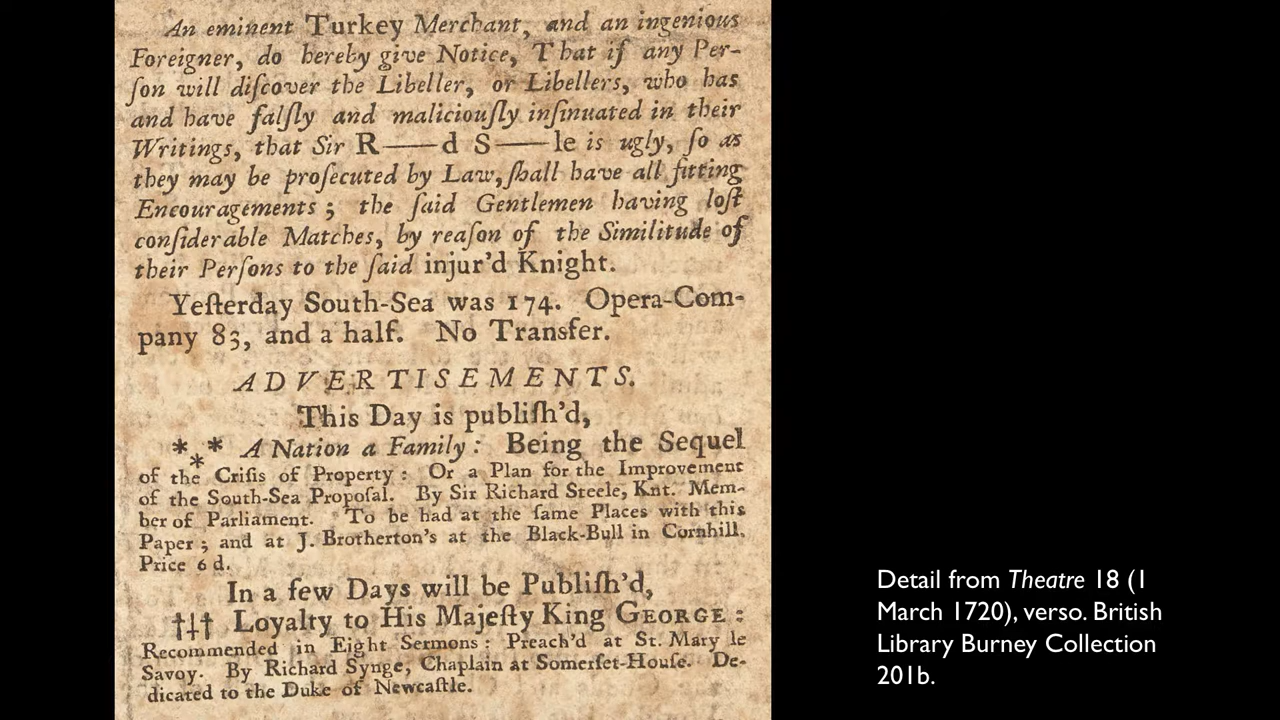 An eminent Turkey Merchant, and an ingenious
Foreigner, do hereby give Notice, That if any Per-
ſon will diſcover the Libeller, or Libellers, who has
and have falſly and maliciouſly inſinuated in their
Writings, that Sir R——d S——le is ugly, ſo as
they may be proſecuted by Law, ſhall have all fitting
Encouragements; the ſaid Gentlemen having loſt
conſiderable Matches, by reaſon of the Similitude of
their Perſons to the ſaid injur'd Knight.
Yeſterday South-Sea was 174. Opera-Com-
pany 83, and a half. No Transfer.
ADVERTISEMENTS.
This Day is publiſh'd,
*⁎* A Nation a Family: Being the Sequel
of the Criſis of Property: Or a Plan for the Improvement
of the South-Sea Propoſal. By Sir Richard Steele, Knt. Mem-
ber of Parliament. To be had at the ſame Places with this
Paper; and at J. Brotherton's at the Black-Bull in Cornhill.
Price 6 d.
In a few Days will be Publiſh'd,
†‡† Loyalty to His Majeſty King GEORGE:
Recommended in Eight Sermons: Preach'd at St. Mary le
Savoy. By Richard Synge, Chaplain at Somerſet-Houſe. De-
dicated to the Duke of Newcaſtle.
Detail from Theatre 18 (1
March 1720), verso. British
Library Burney Collection
201b.